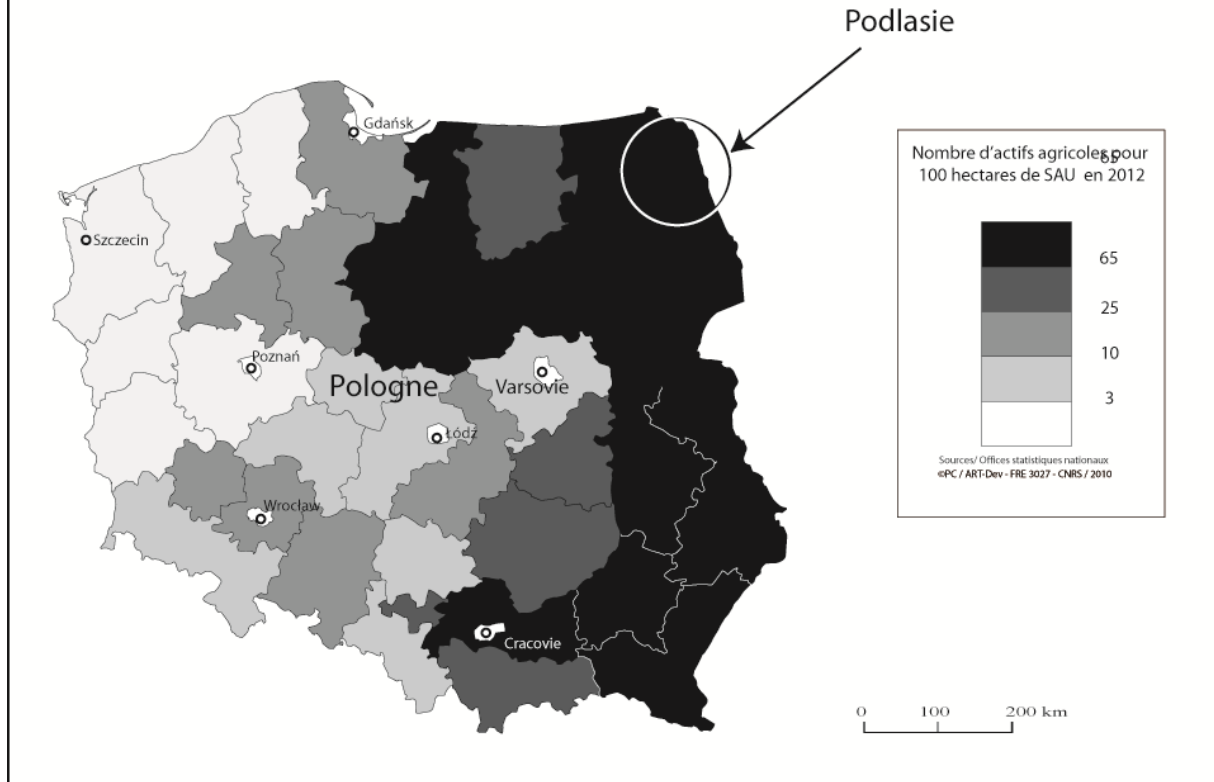 Podlasie
Gdańsk
Szczecin
Poznań
Pologne
Varsovie
Łódź
Wrocław
Cracovie
Nombre d'actifs agricoles pour
65
100 hectares de SAU en 2012
65
25
10
3
Sources/ Offices statistiques nationaux
©PC / ART-Dev - FRE 3027 - CNRS / 2010
0 100 200 km